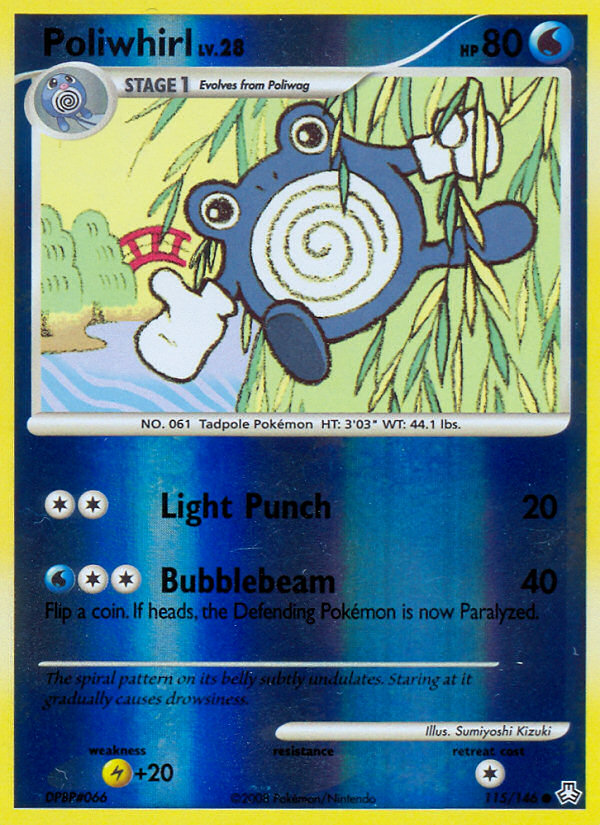 Poliwhirl LV.28 HP 80
STAGE 1 Evolves from Poliwag
NO. 061 Tadpole Pokémon HT: 3'03" WT: 44.1 lbs.
Light Punch 20
Bubblebeam 40
Flip a coin. If heads, the Defending Pokémon is now Paralyzed.
The spiral pattern on its belly subtly undulates. Staring at it
gradually causes drowsiness.
Illus. Sumiyoshi Kizuki
weakness resistance retreat cost
+20
DPBP#066 ©2008 Pokémon/Nintendo 115/146